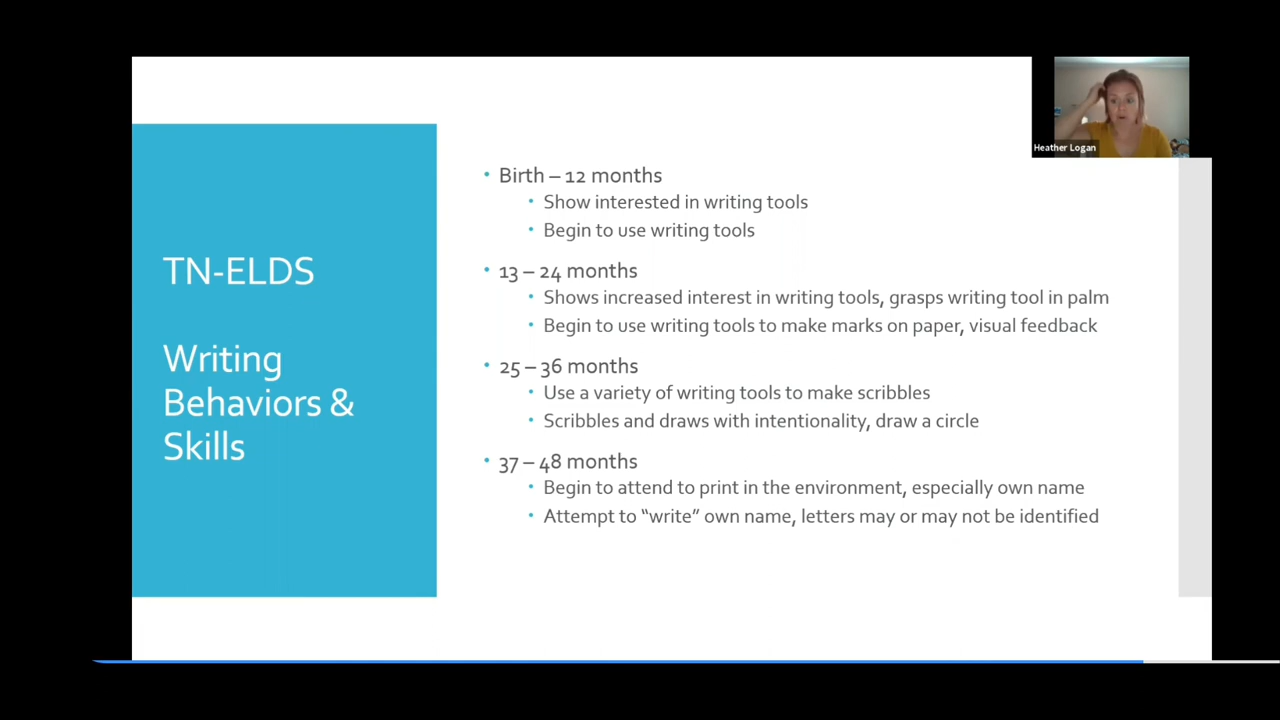 TN-ELDS
Writing
Behaviors &
Skills
• Birth – 12 months
• Show interested in writing tools
• Begin to use writing tools
• 13 – 24 months
• Shows increased interest in writing tools, grasps writing tool in palm
• Begin to use writing tools to make marks on paper, visual feedback
• 25 – 36 months
• Use a variety of writing tools to make scribbles
• Scribbles and draws with intentionality, draw a circle
• 37 – 48 months
• Begin to attend to print in the environment, especially own name
• Attempt to “write” own name, letters may or may not be identified
Heather Logan